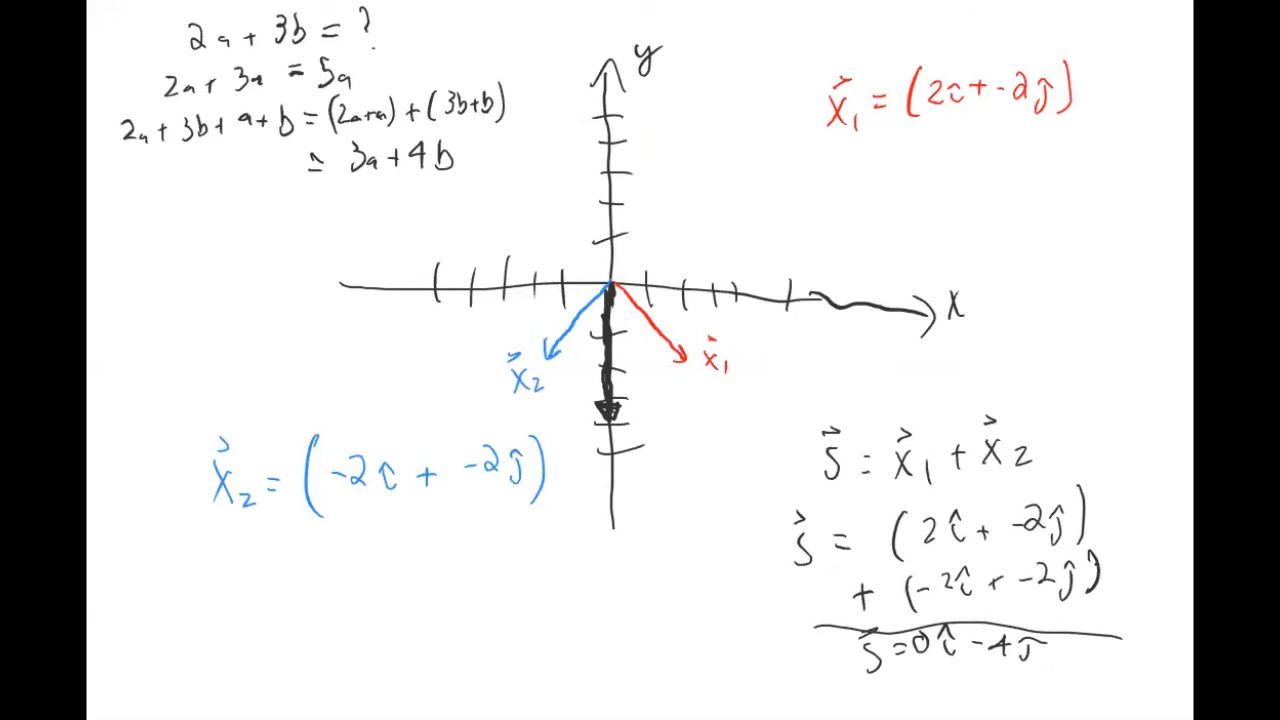 2a + 3b = ?
2a + 3a = 5a
2a + 3b + a + b = (2a+a) + (3b+b)
= 3a + 4b
y
x⃗₁ = (2î + -2ĵ)
x
x⃗₂
x⃗₁
x⃗₂ = (-2î + -2ĵ)
s⃗ = x⃗₁ + x⃗₂
s⃗ = (2î + -2ĵ)
+ (-2î + -2ĵ)
s⃗ = 0î - 4ĵ